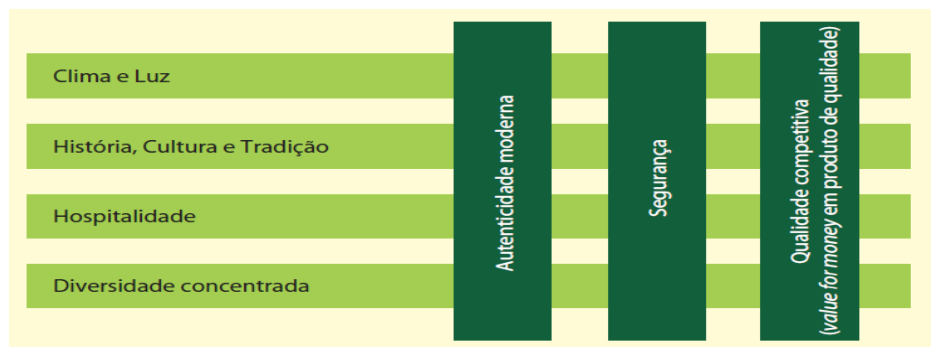 Clima e Luz
História, Cultura e Tradição
Hospitalidade
Diversidade concentrada
Autenticidade moderna
Segurança
Qualidade competitiva
(value for money em produto de qualidade)